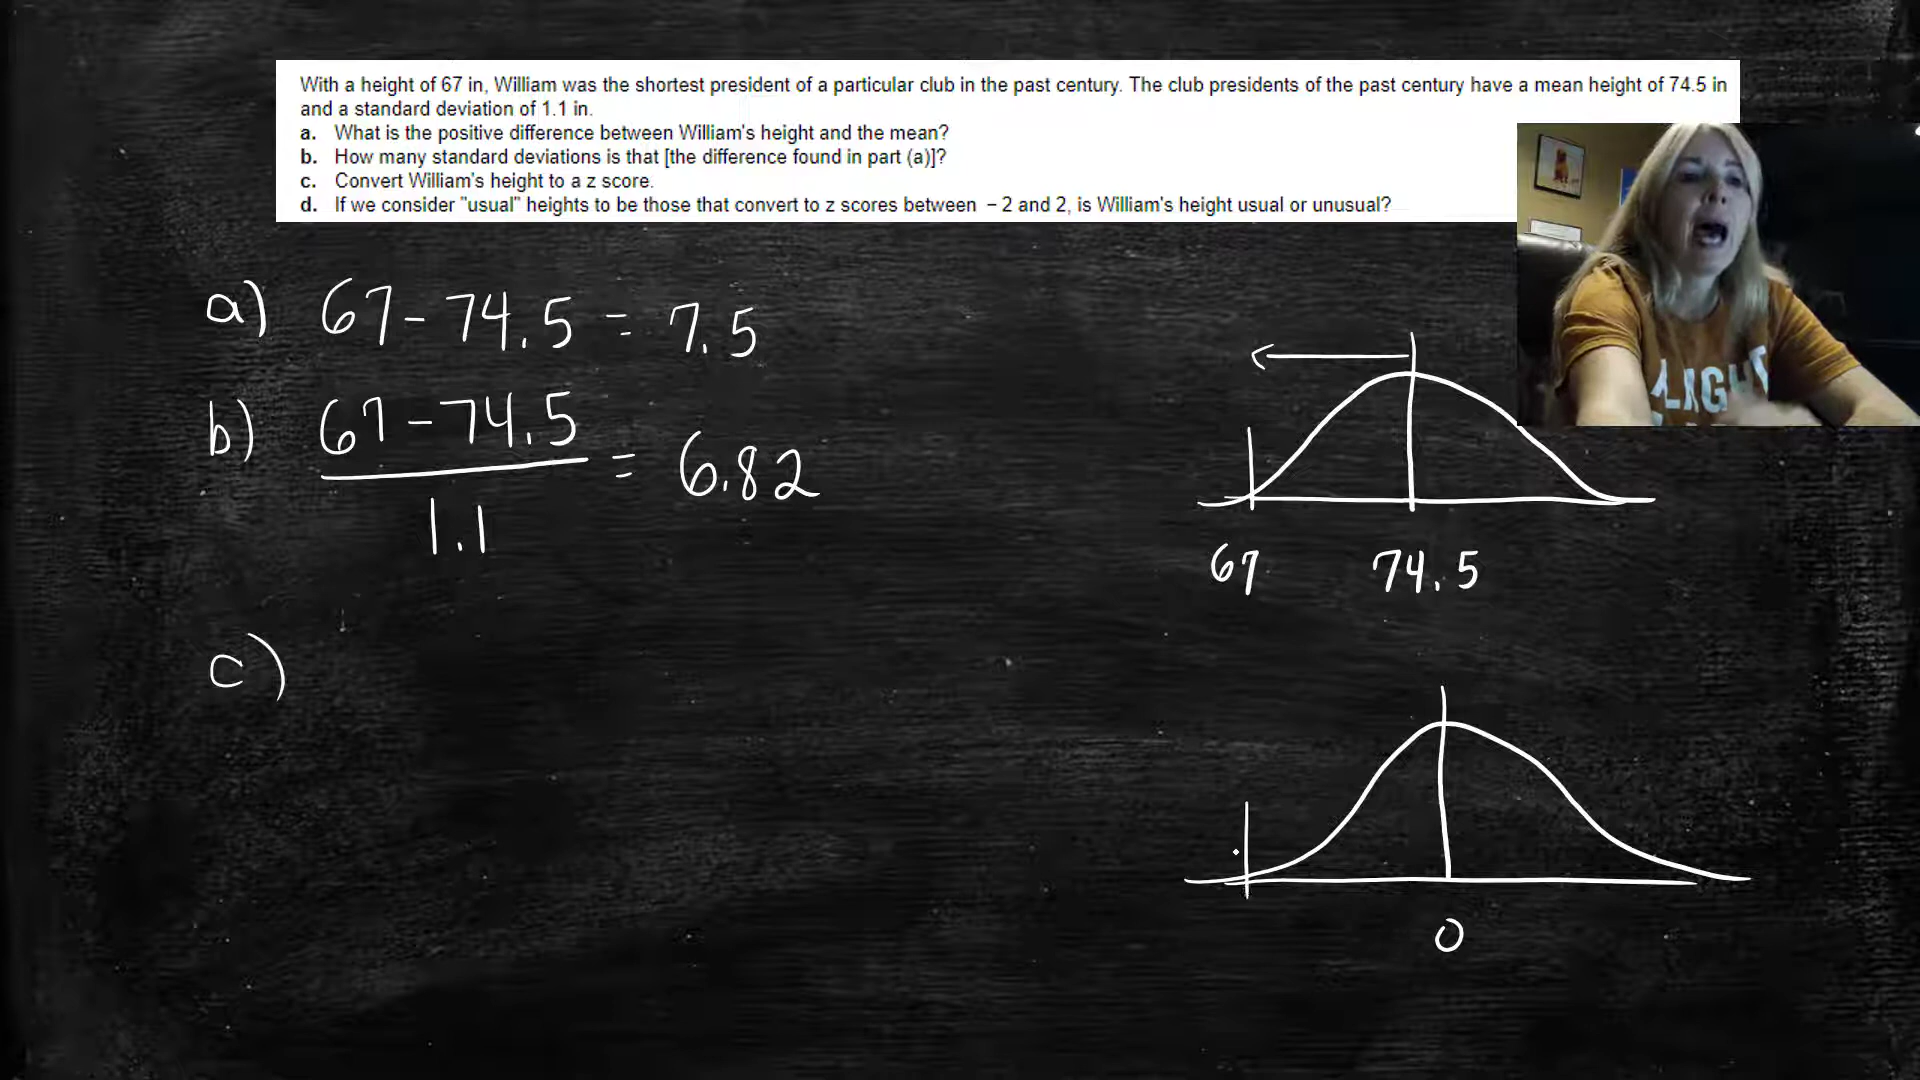 With a height of 67 in, William was the shortest president of a particular club in the past century. The club presidents of the past century have a mean height of 74.5 in
and a standard deviation of 1.1 in.
a. What is the positive difference between William's height and the mean?
b. How many standard deviations is that [the difference found in part (a)]?
c. Convert William's height to a z score.
d. If we consider "usual" heights to be those that convert to z scores between − 2 and 2, is William's height usual or unusual?
a) 67 - 74.5 = 7.5
b) 67 - 74.5
= 6.82
1.1
67 74.5
c)
0